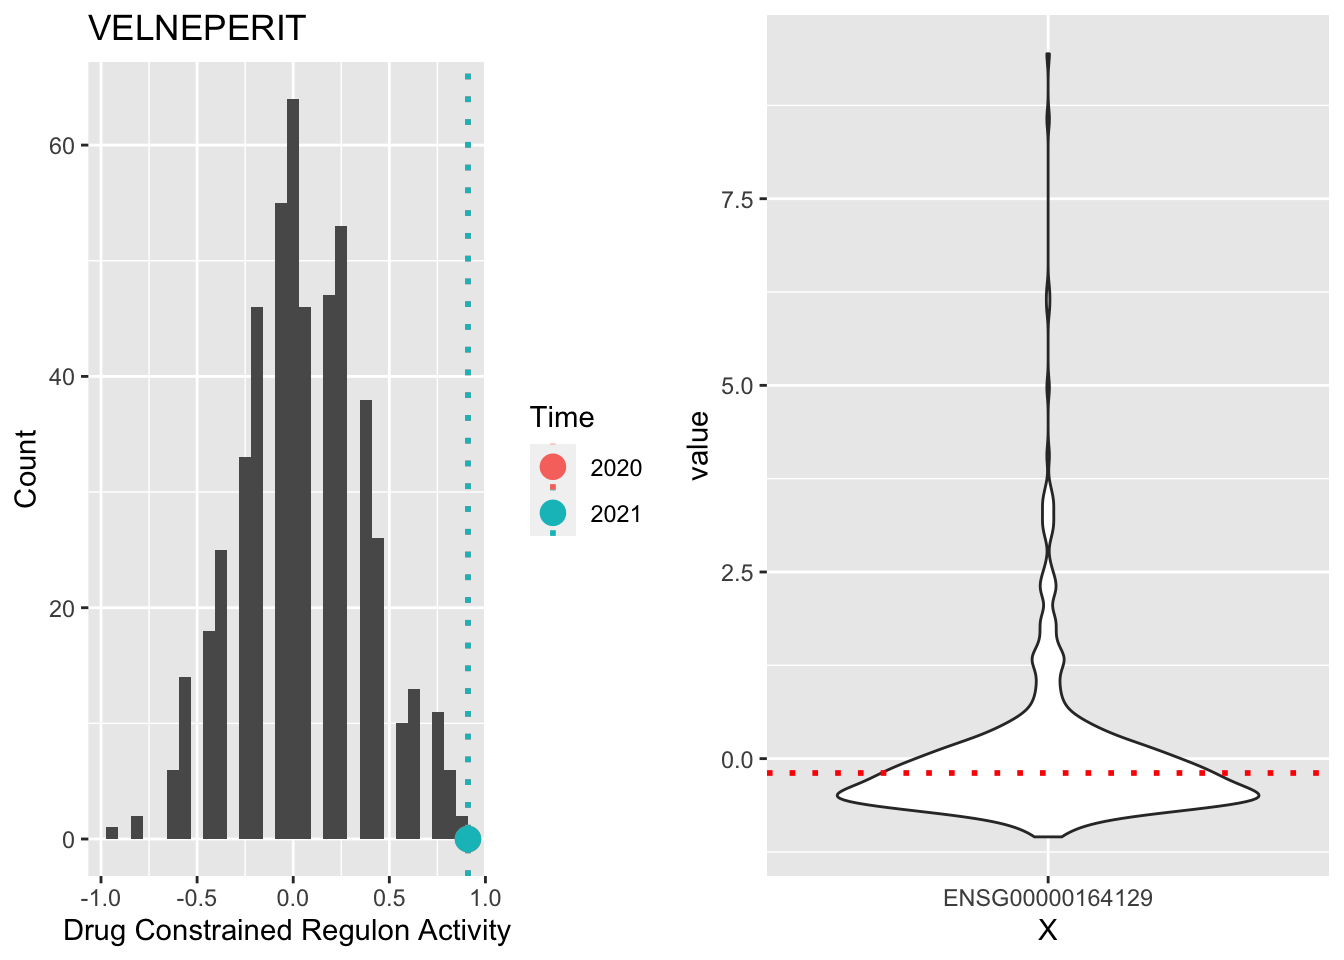 VELNEPERIT
60
40
20
0
Count
-1.0 -0.5 0.0 0.5 1.0
Drug Constrained Regulon Activity
Time
2020
2021
7.5
5.0
2.5
0.0
value
ENSG00000164129
X